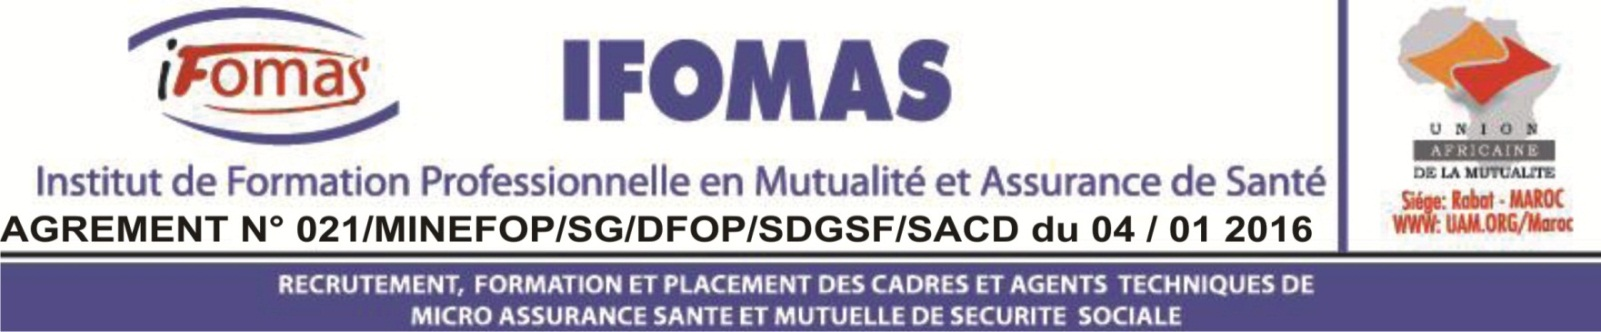 iFomas
IFOMAS
Institut de Formation Professionnelle en Mutualité et Assurance de Santé
AGREMENT N° 021/MINEFOP/SG/DFOP/SDGSF/SACD du 04 / 01 2016
UNION
AFRICAINE
DE LA MUTUALITE
Siége: Rabat - MAROC
WWW: UAM.ORG/Maroc
RECRUTEMENT, FORMATION ET PLACEMENT DES CADRES ET AGENTS TECHNIQUES DE
MICRO ASSURANCE SANTE ET MUTUELLE DE SECURITE SOCIALE